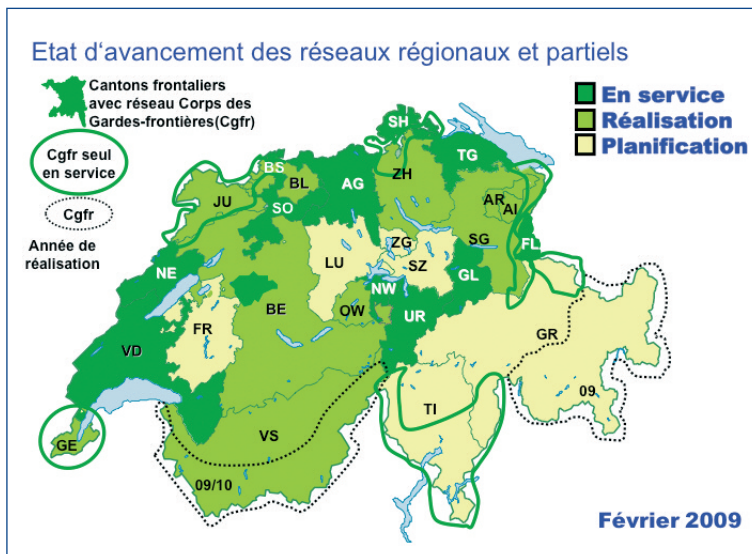 Etat d‘avancement des réseaux régionaux et partiels
Cantons frontaliers
avec réseau Corps des
Gardes-frontières(Cgfr)
Cgfr seul
en service
Cgfr
Année de
réalisation
En service
Réalisation
Planification
SH
BS
BL
TG
ZH
AG
JU
AR
AI
SO
ZG
SG
FL
NE
LU
SZ
GL
NW
BE
OW
UR
FR
GR
VD
TI
09
VS
GE
09/10
Février 2009